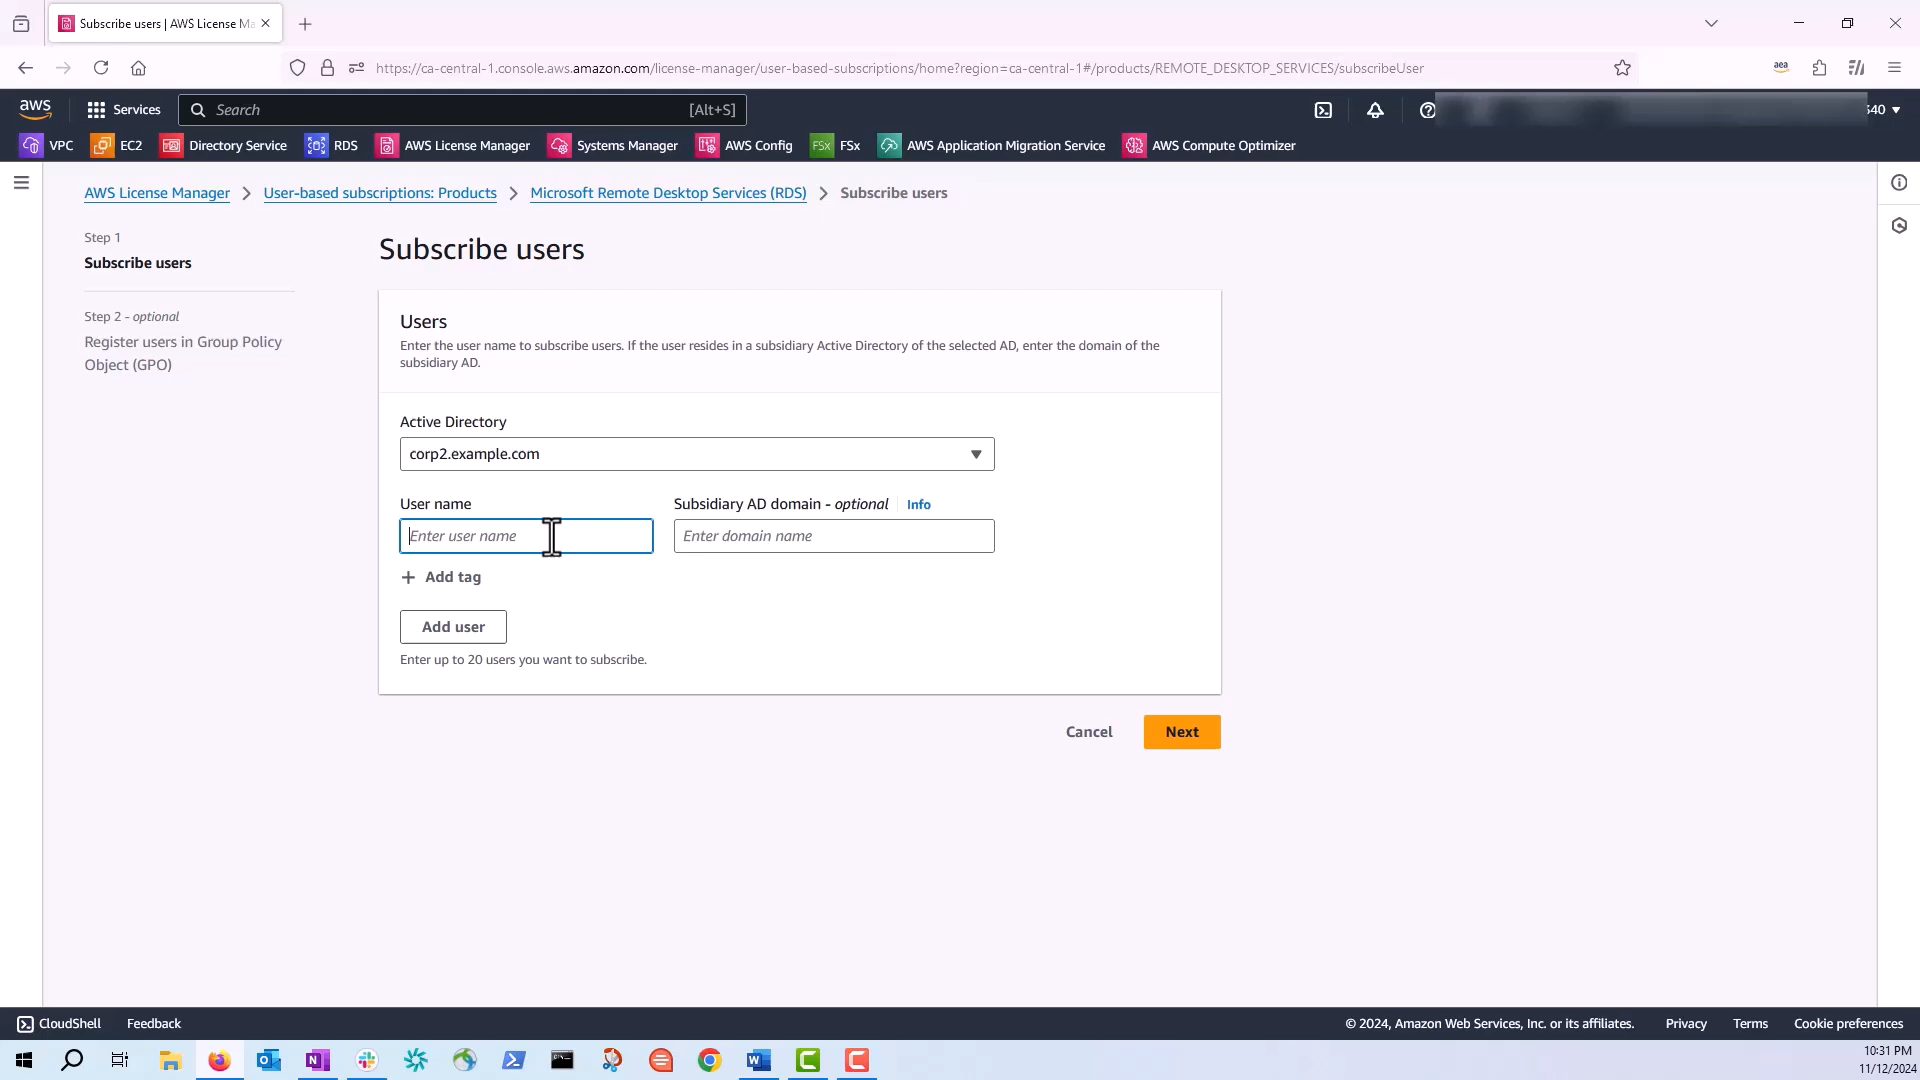 Subscribe users | AWS License Ma
https://ca-central-1.console.aws.amazon.com/license-manager/user-based-subscriptions/home?region=ca-central-1#/products/REMOTE_DESKTOP_SERVICES/subscribeUser
aea
aws Services Search [Alt+S] 540
VPC EC2 Directory Service RDS AWS License Manager Systems Manager AWS Config FSx FSx AWS Application Migration Service AWS Compute Optimizer
AWS License Manager > User-based subscriptions: Products > Microsoft Remote Desktop Services (RDS) > Subscribe users
Step 1
Subscribe users
Step 2 - optional
Register users in Group Policy
Object (GPO)
Subscribe users
Users
Enter the user name to subscribe users. If the user resides in a subsidiary Active Directory of the selected AD, enter the domain of the
subsidiary AD.
Active Directory
corp2.example.com
User name Subsidiary AD domain - optional Info
Enter user name Enter domain name
+ Add tag
Add user
Enter up to 20 users you want to subscribe.
Cancel Next
CloudShell Feedback © 2024, Amazon Web Services, Inc. or its affiliates. Privacy Terms Cookie preferences
10:31 PM
11/12/2024